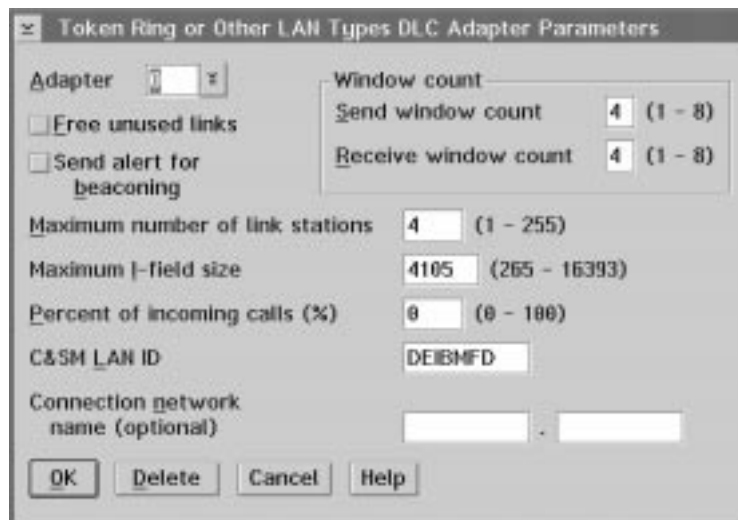 Token Ring or Other LAN Types DLC Adapter Parameters
Adapter
Window count
Free unused links
Send window count 4 (1 - 8)
Send alert for
beaconing
Receive window count 4 (1 - 8)
Maximum number of link stations 4 (1 - 255)
Maximum I-field size 4105 (265 - 16393)
Percent of incoming calls (%) 0 (0 - 100)
C&SM LAN ID DEIBMFD
Connection network
name (optional) .
OK Delete Cancel Help